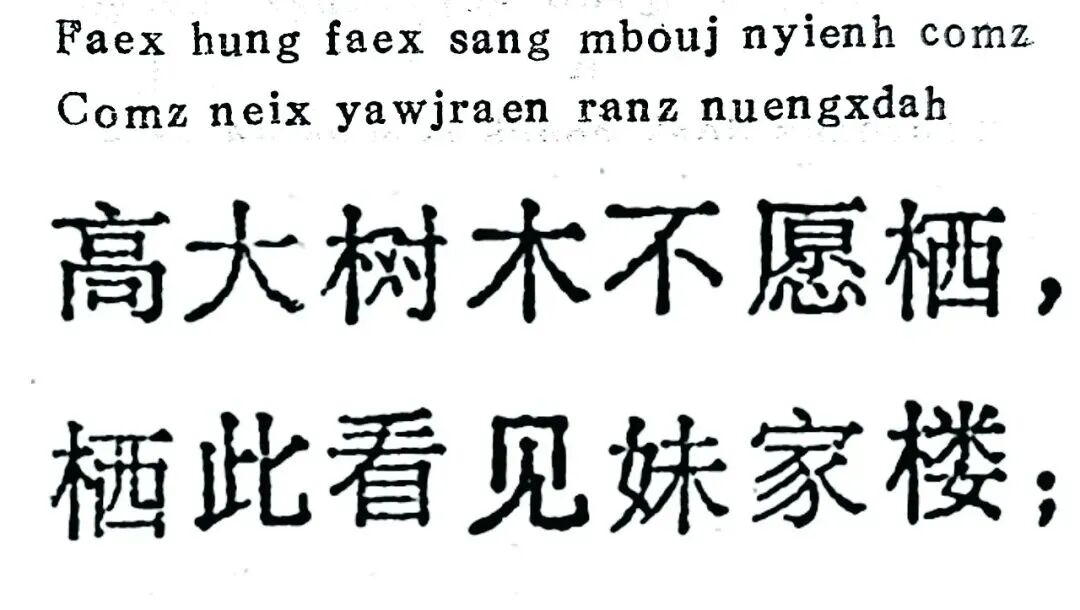 Faex hung faex sang mbouj nyienh comz
Comz neix yawjraen ranz nuengxdah
高大树木不愿栖，
栖此看见妹家楼；